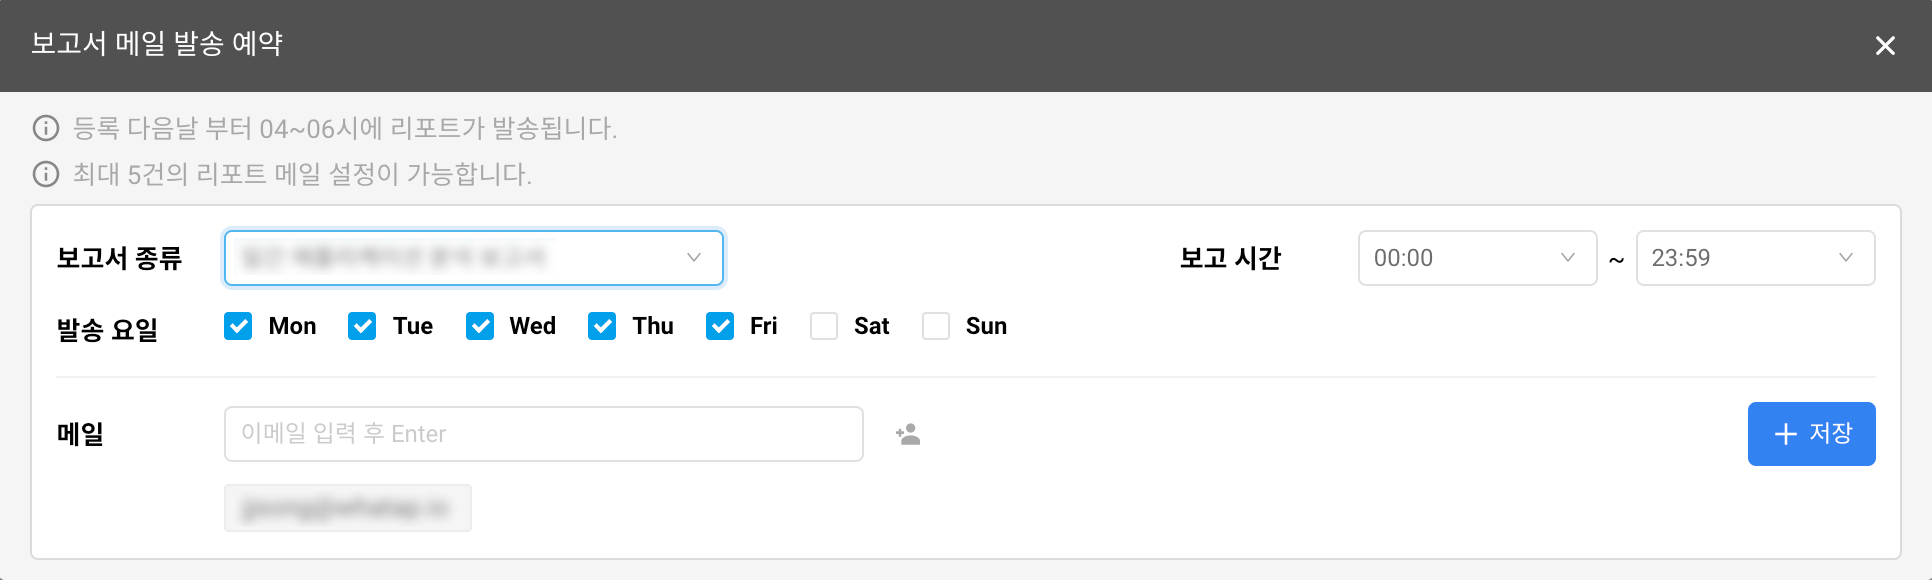 보고서 메일 발송 예약
등록 다음날 부터 04~06시에 리포트가 발송됩니다.
최대 5건의 리포트 메일 설정이 가능합니다.
보고서 종류 보고 시간 00:00 ~ 23:59
발송 요일 Mon Tue Wed Thu Fri Sat Sun
메일 이메일 입력 후 Enter + 저장